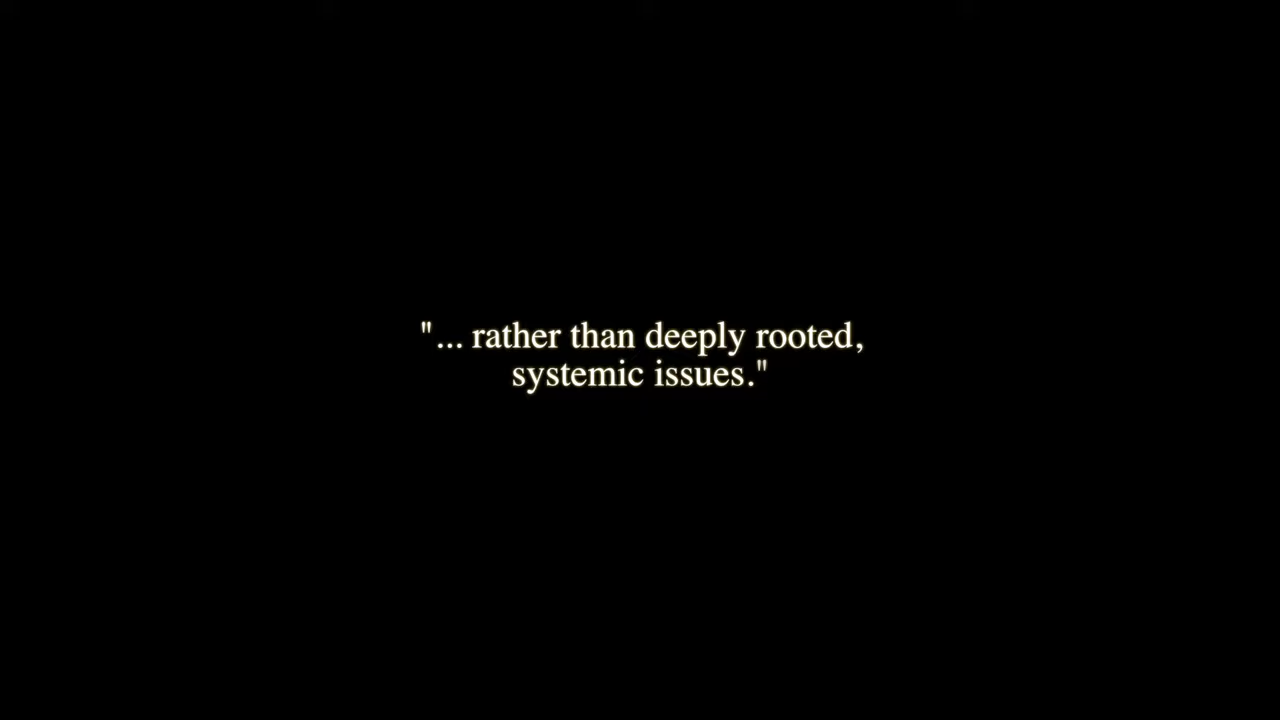 "... rather than deeply rooted,
systemic issues."